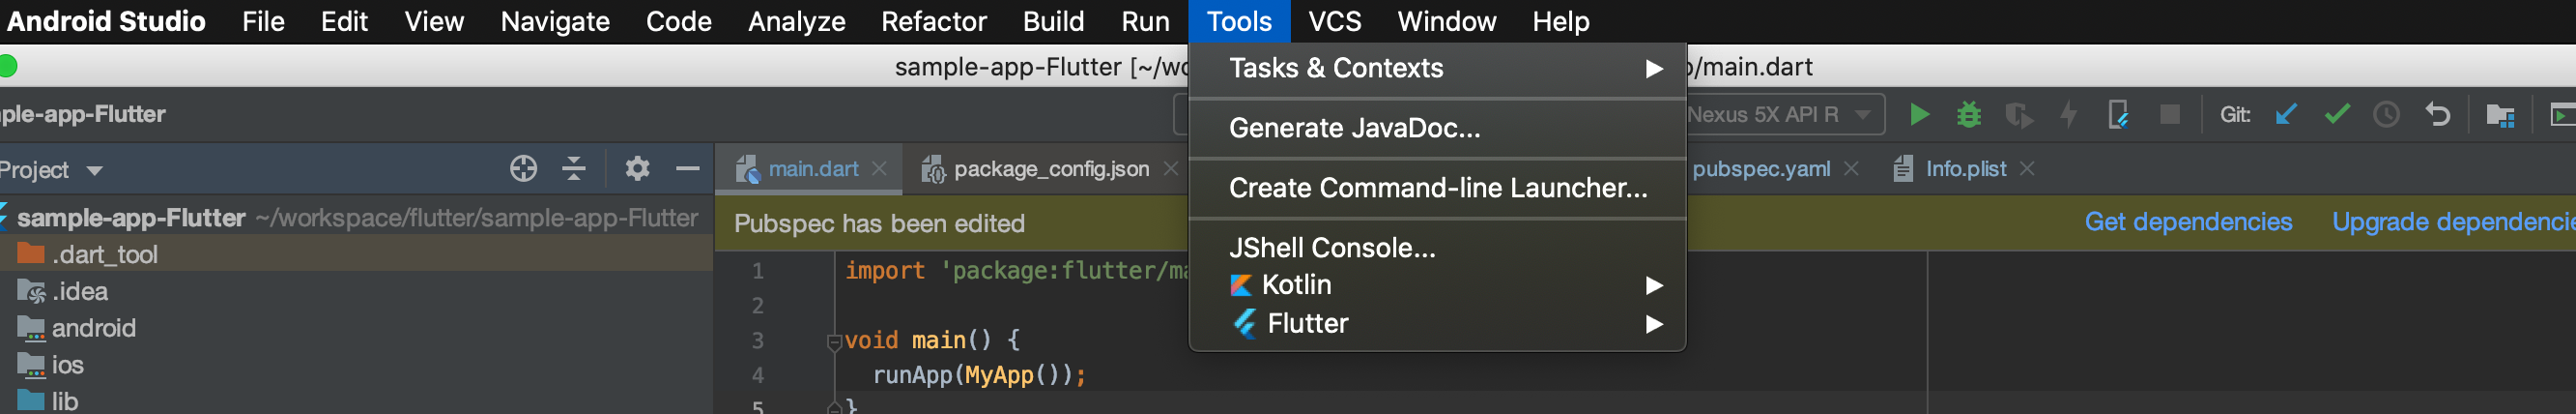 Android Studio File Edit View Navigate Code Analyze Refactor Build Run Tools VCS Window Help
sample-app-Flutter [~/wo
/main.dart
Tasks & Contexts
Generate JavaDoc...
Create Command-line Launcher...
JShell Console...
Kotlin
Flutter
ple-app-Flutter
Nexus 5X API R
Git:
Project
main.dart
package_config.json
pubspec.yaml
Info.plist
sample-app-Flutter ~/workspace/flutter/sample-app-Flutter
.dart_tool
.idea
android
ios
lib
Pubspec has been edited
Get dependencies
Upgrade dependencie
1 import 'package:flutter/ma
2
3 void main() {
4 runApp(MyApp());
5 }